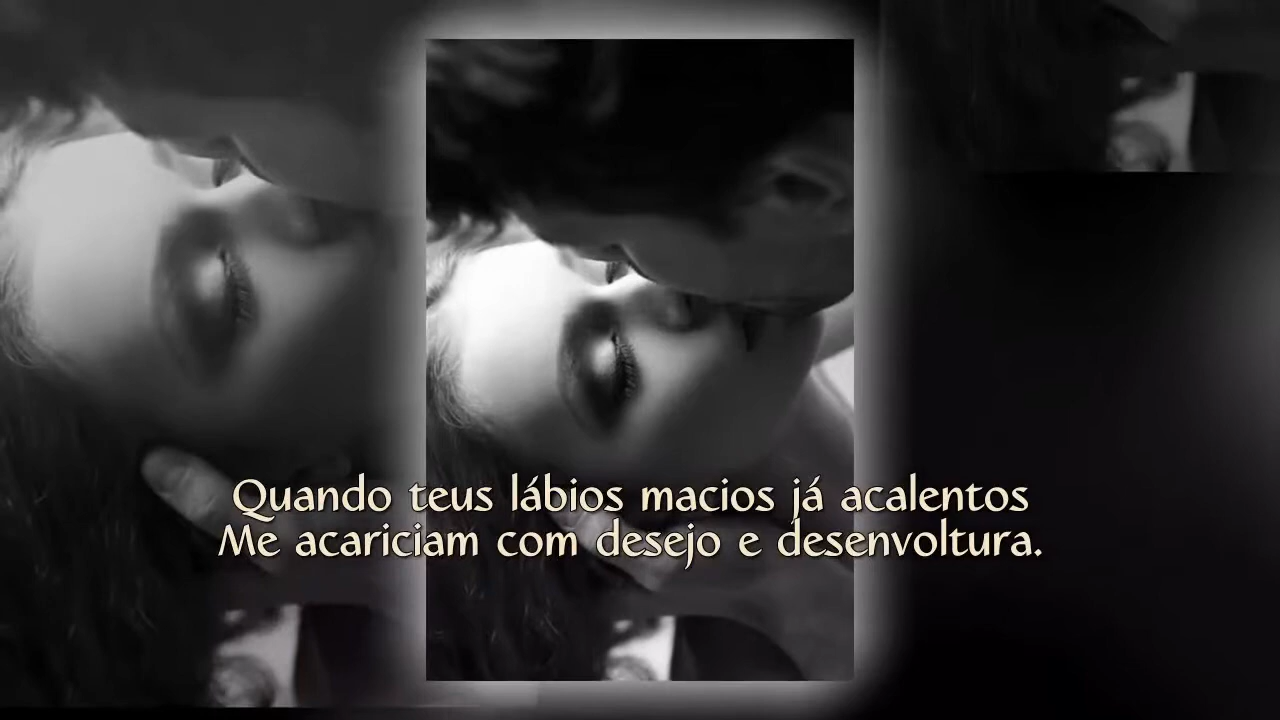 Quando teus lábios macios já acalentos
Me acariciam com desejo e desenvoltura.